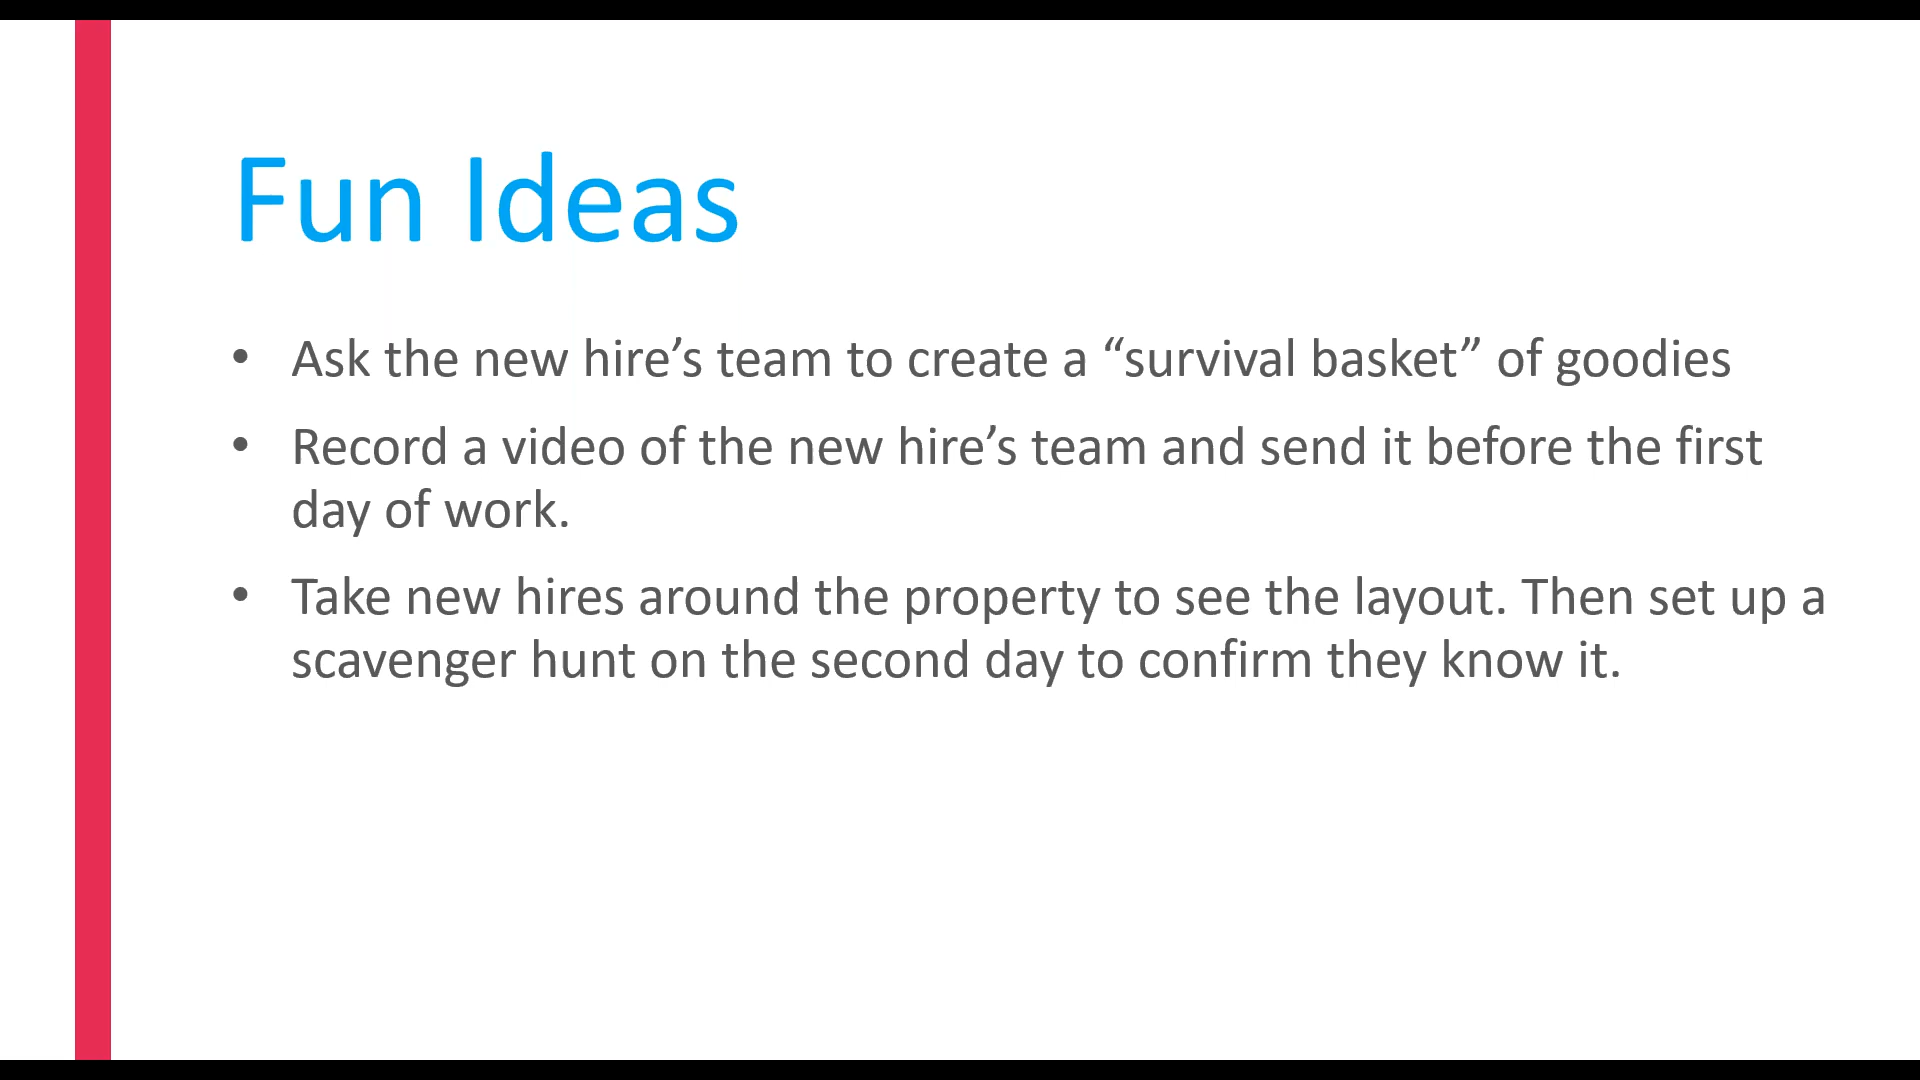 Fun Ideas
• Ask the new hire’s team to create a “survival basket” of goodies
• Record a video of the new hire’s team and send it before the first
day of work.
• Take new hires around the property to see the layout. Then set up a
scavenger hunt on the second day to confirm they know it.